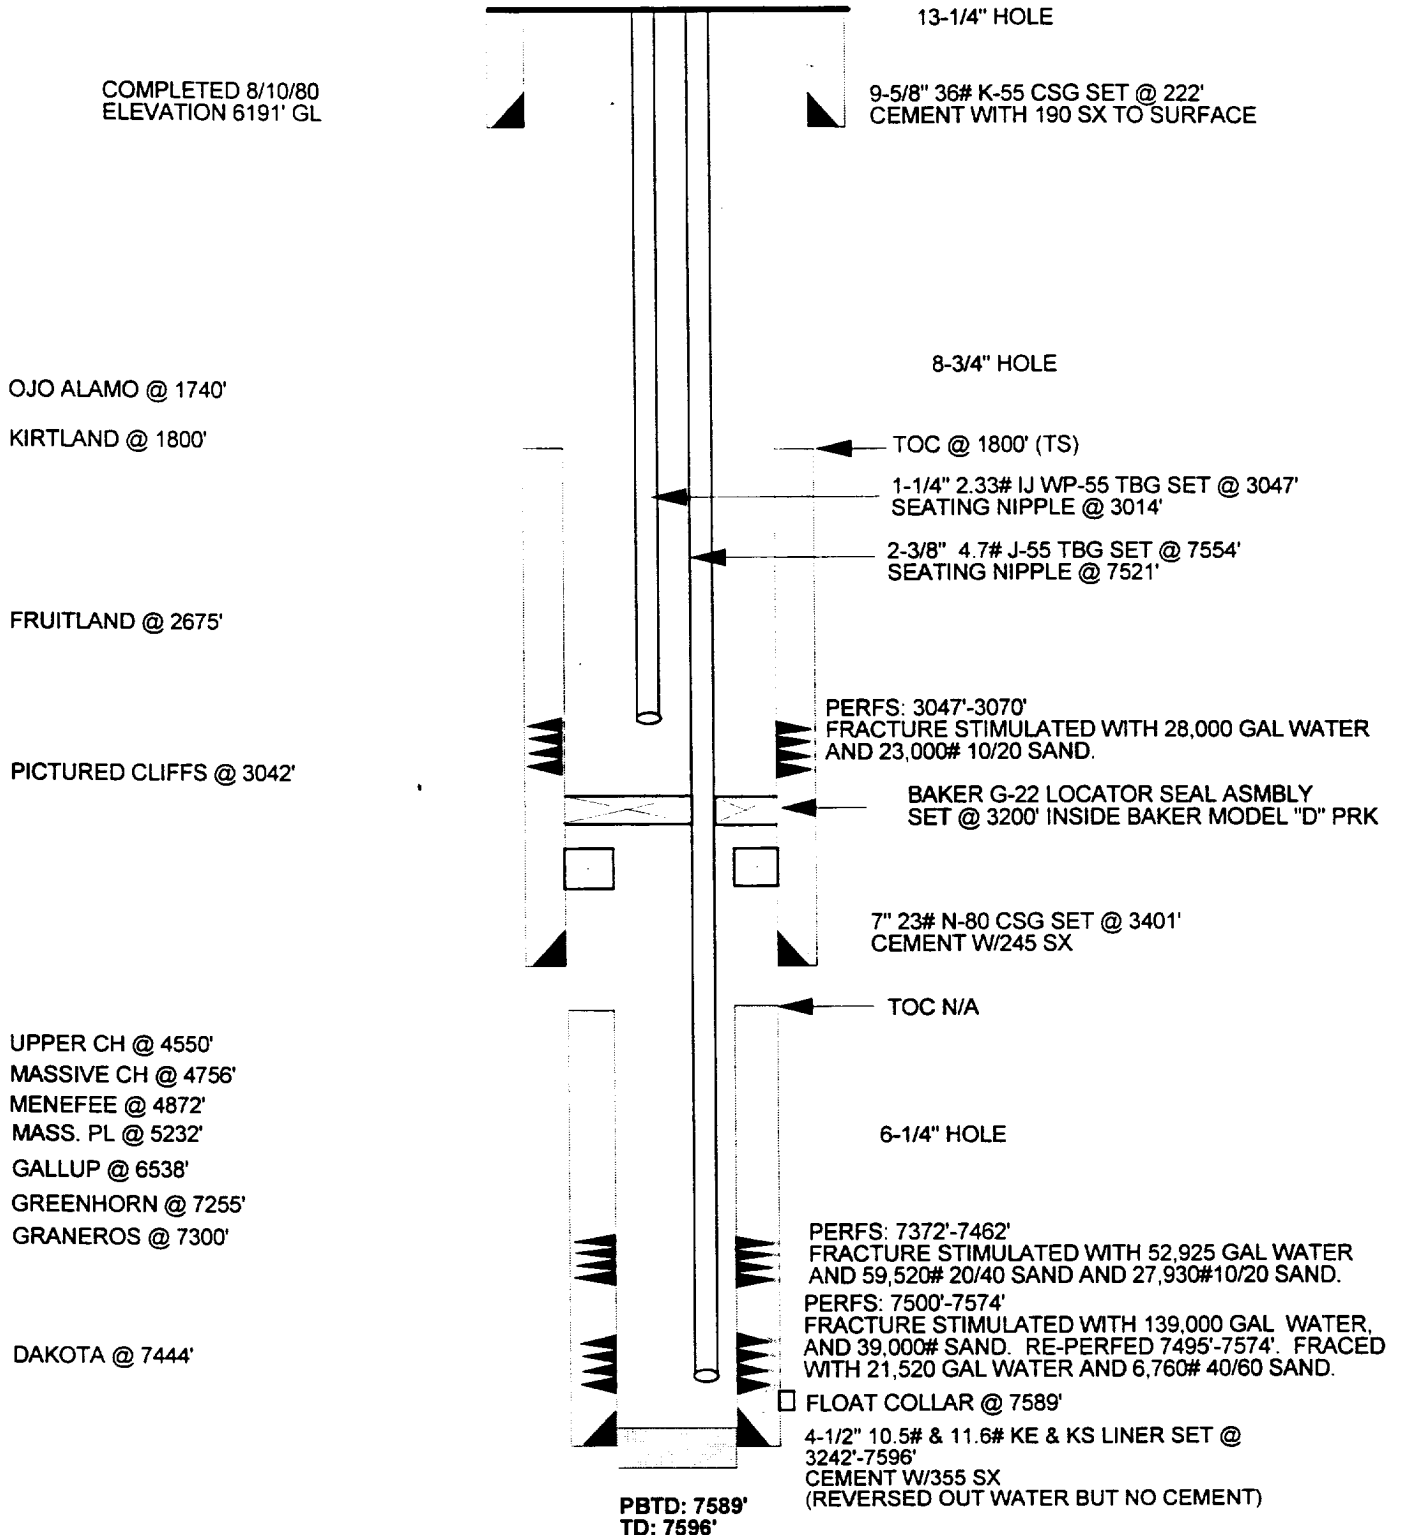 13-1/4" HOLE
COMPLETED 8/10/80
ELEVATION 6191' GL
9-5/8" 36# K-55 CSG SET @ 222'
CEMENT WITH 190 SX TO SURFACE
8-3/4" HOLE
OJO ALAMO @ 1740'
KIRTLAND @ 1800'
TOC @ 1800' (TS)
1-1/4" 2.33# IJ WP-55 TBG SET @ 3047'
SEATING NIPPLE @ 3014'
2-3/8" 4.7# J-55 TBG SET @ 7554'
SEATING NIPPLE @ 7521'
FRUITLAND @ 2675'
PERFS: 3047'-3070'
FRACTURE STIMULATED WITH 28,000 GAL WATER
AND 23,000# 10/20 SAND.
PICTURED CLIFFS @ 3042'
BAKER G-22 LOCATOR SEAL ASMBLY
SET @ 3200' INSIDE BAKER MODEL "D" PRK
7" 23# N-80 CSG SET @ 3401'
CEMENT W/245 SX
TOC N/A
UPPER CH @ 4550'
MASSIVE CH @ 4756'
MENEFEE @ 4872'
MASS. PL @ 5232'
6-1/4" HOLE
GALLUP @ 6538'
GREENHORN @ 7255'
GRANEROS @ 7300'
PERFS: 7372'-7462'
FRACTURE STIMULATED WITH 52,925 GAL WATER
AND 59,520# 20/40 SAND AND 27,930#10/20 SAND.
PERFS: 7500'-7574'
FRACTURE STIMULATED WITH 139,000 GAL WATER,
AND 39,000# SAND. RE-PERFED 7495'-7574'. FRACED
WITH 21,520 GAL WATER AND 6,760# 40/60 SAND.
DAKOTA @ 7444'
FLOAT COLLAR @ 7589'
4-1/2" 10.5# & 11.6# KE & KS LINER SET @
3242'-7596'
CEMENT W/355 SX
(REVERSED OUT WATER BUT NO CEMENT)
PBTD: 7589'
TD: 7596'